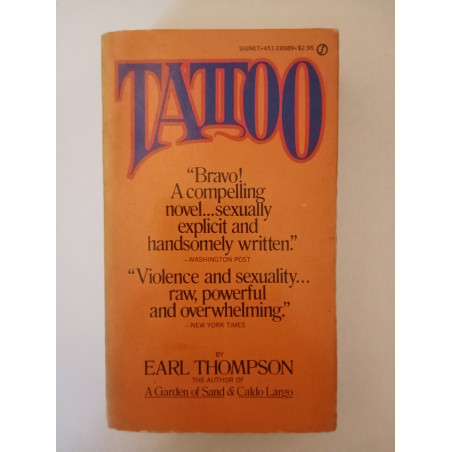 SIGNET•451-E8989•$2.95
TATTOO
“Bravo!
A compelling
novel...sexually
explicit and
handsomely written.”
—WASHINGTON POST
“Violence and sexuality...
raw, powerful
and overwhelming.”
—NEW YORK TIMES
BY
EARL THOMPSON
THE AUTHOR OF
A Garden of Sand & Caldo Largo